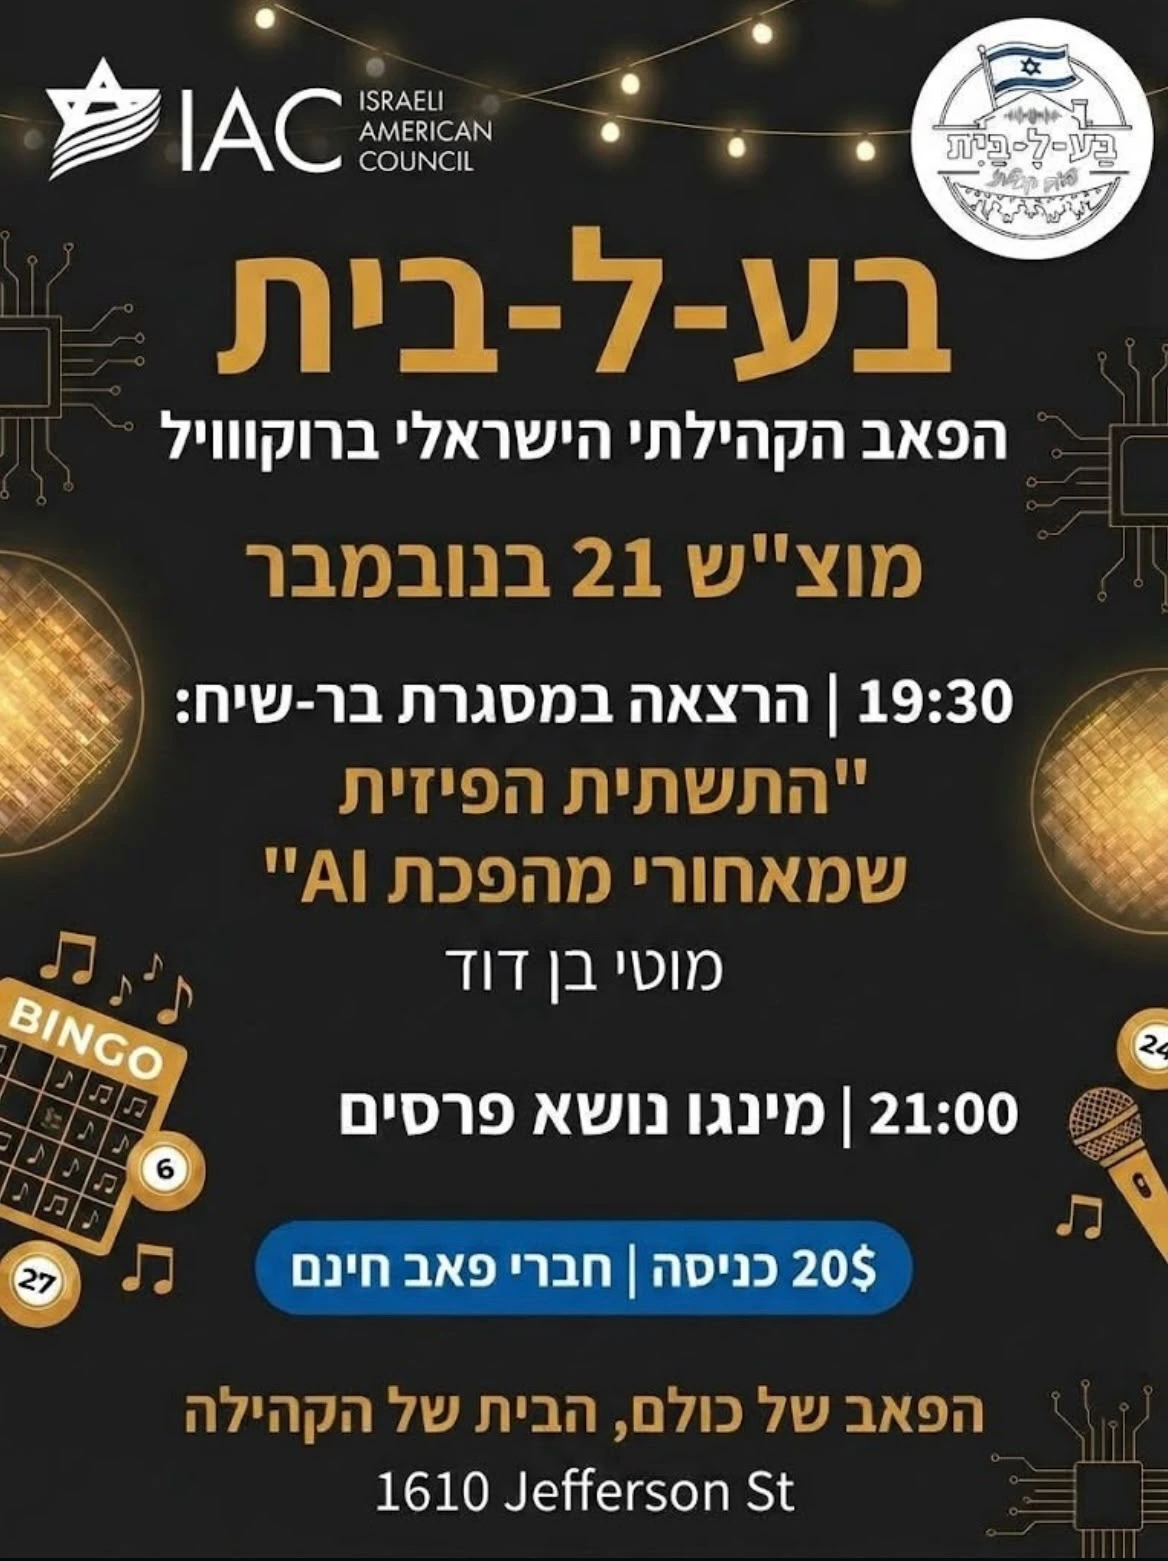 IAC
ISRAELI
AMERICAN
COUNCIL
בַּע-לַ-בַּיִת
בע-ל-בית
הפאב הקהילתי הישראלי ברוקוויל
מוצ"ש 21 בנובמבר
19:30 | הרצאה במסגרת בר-שיח:
"התשתית הפיזית
שמאחורי מהפכת AI"
מוטי בן דוד
BINGO
24
21:00 | מינגו נושא פרסים
6
27
20$ כניסה | חברי פאב חינם
הפאב של כולם, הבית של הקהילה
1610 Jefferson St